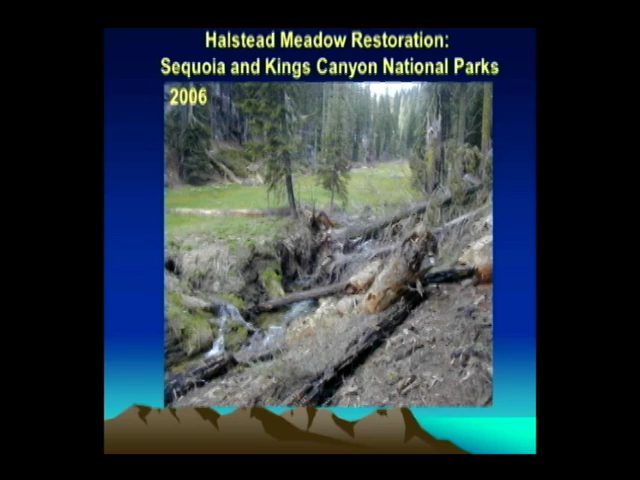 Halstead Meadow Restoration:
Sequoia and Kings Canyon National Parks
2006